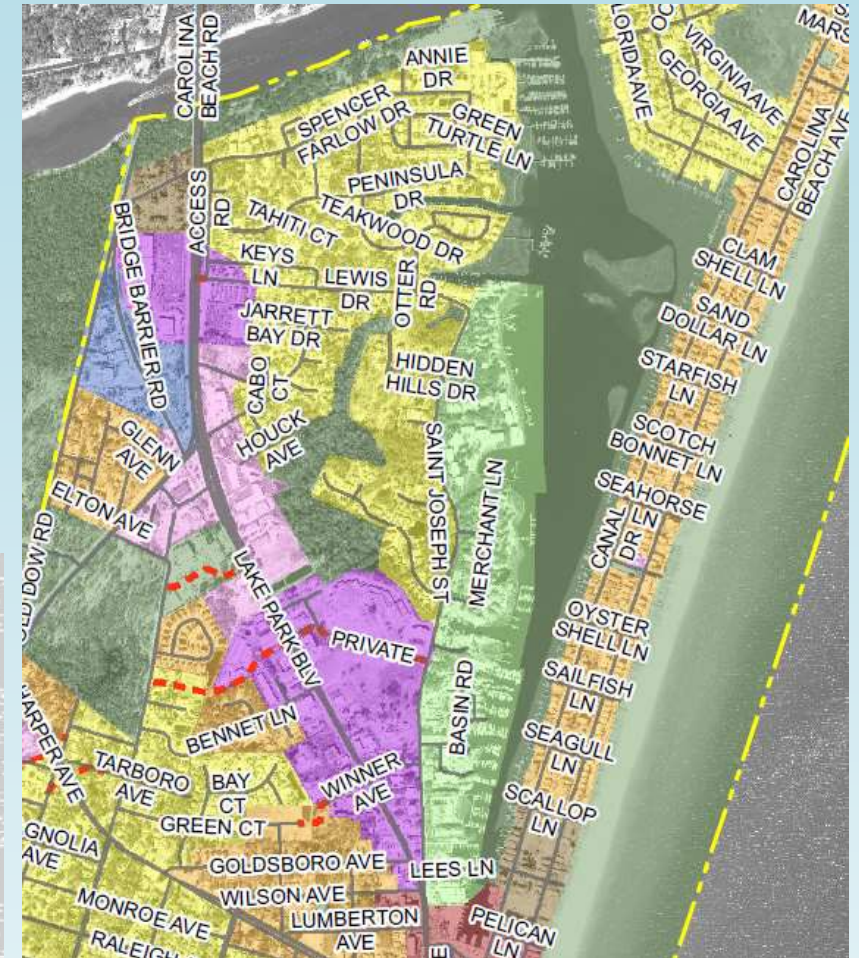 CAROLINA
BEACH RD
ANNIE
DR
SPENCER
FARLOW DR
GREEN
TURTLE LN
PENINSULA
DR
ACCESS
RD
TAHITI CT
TEAKWOOD DR
BRIDGE BARRIER RD
KEYS
LN
LEWIS
DR
OTTER
RD
JARRETT
BAY DR
CABO
CT
HIDDEN
HILLS DR
HOUCK
AVE
GLENN
AVE
ELTON AVE
SAINT JOSEPH ST
MERCHANT LN
LAKE PARK BLV
PRIVATE
BASIN RD
BENNET LN
HARPER AVE
TARBORO
AVE
BAY
CT
WINNER
AVE
GREEN CT
GOLDSBORO AVE
LEES LN
WILSON AVE
MONROE AVE
LUMBERTON
AVE
VIRGINIA AVE
GEORGIA AVE
CAROLINA
BEACH AVE
CLAM
SHELL LN
SAND
DOLLAR LN
STARFISH
LN
SCOTCH
BONNET LN
SEAHORSE
LN
CANAL
DR
OYSTER
SHELL LN
SAILFISH
LN
SEAGULL
LN
SCALLOP
LN
PELICAN
LN